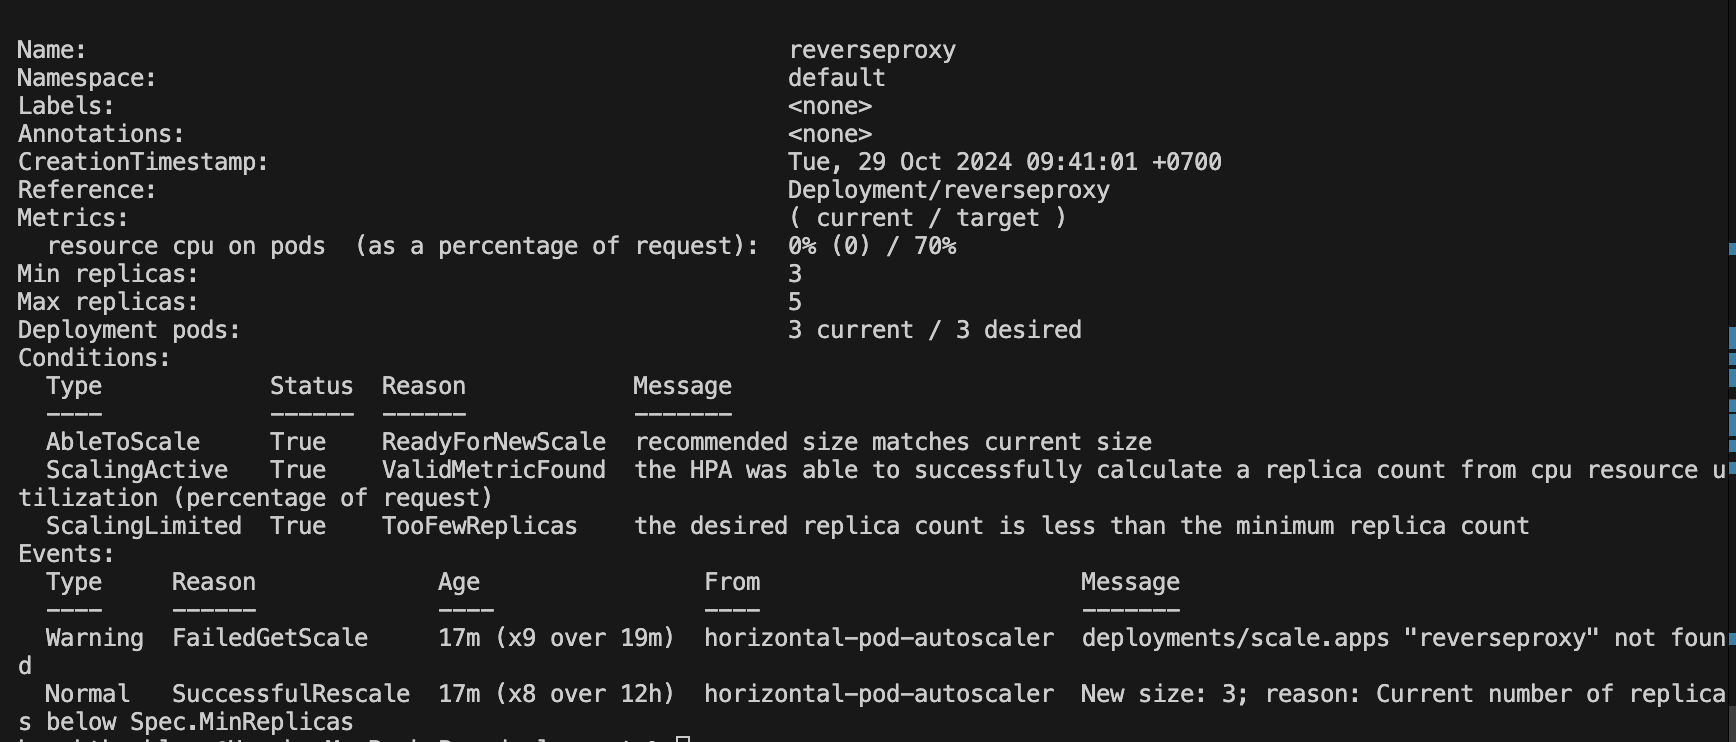 Name:                                                  reverseproxy
Namespace:                                             default
Labels:                                                <none>
Annotations:                                           <none>
CreationTimestamp:                                     Tue, 29 Oct 2024 09:41:01 +0700
Reference:                                             Deployment/reverseproxy
Metrics:                                               ( current / target )
  resource cpu on pods  (as a percentage of request):  0% (0) / 70%
Min replicas:                                          3
Max replicas:                                          5
Deployment pods:                                       3 current / 3 desired
Conditions:
  Type            Status  Reason            Message
  ----            ------  ------            -------
  AbleToScale     True    ReadyForNewScale  recommended size matches current size
  ScalingActive   True    ValidMetricFound  the HPA was able to successfully calculate a replica count from cpu resource u
tilization (percentage of request)
  ScalingLimited  True    TooFewReplicas    the desired replica count is less than the minimum replica count
Events:
  Type     Reason             Age                From                       Message
  ----     ------             ----               ----                       -------
  Warning  FailedGetScale     17m (x9 over 19m)  horizontal-pod-autoscaler  deployments/scale.apps "reverseproxy" not foun
d
  Normal   SuccessfulRescale  17m (x8 over 12h)  horizontal-pod-autoscaler  New size: 3; reason: Current number of replica
s below Spec.MinReplicas